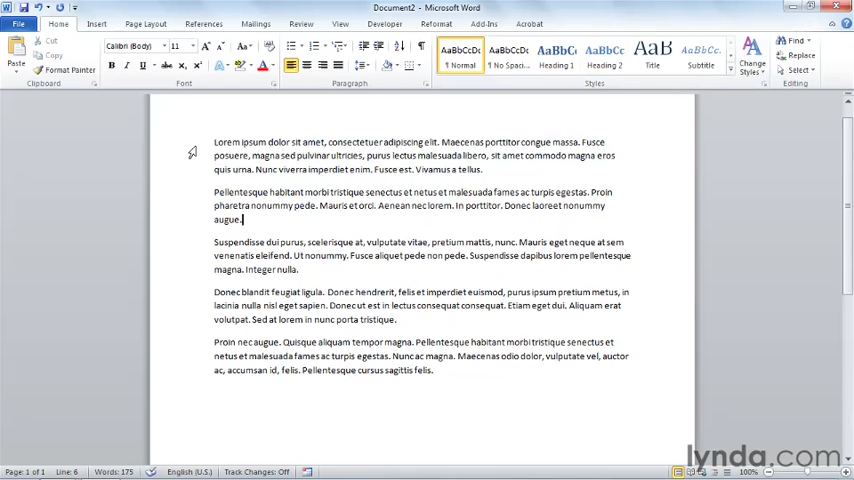 Document2 - Microsoft Word
File Home Insert Page Layout References Mailings Review View Developer Reformat Add-Ins Acrobat
Paste Cut Copy Format Painter Clipboard
Calibri (Body) 11 Font
Paragraph
AaBbCcDc AaBbCcDc AaBbC AaBbCc AaB AaBbCc.
¶ Normal ¶ No Spaci... Heading 1 Heading 2 Title Subtitle
Change Styles Styles
Find Replace Select Editing
Lorem ipsum dolor sit amet, consectetuer adipiscing elit. Maecenas porttitor congue massa. Fusce
posuere, magna sed pulvinar ultricies, purus lectus malesuada libero, sit amet commodo magna eros
quis urna. Nunc viverra imperdiet enim. Fusce est. Vivamus a tellus.
Pellentesque habitant morbi tristique senectus et netus et malesuada fames ac turpis egestas. Proin
pharetra nonummy pede. Mauris et orci. Aenean nec lorem. In porttitor. Donec laoreet nonummy
augue.
Suspendisse dui purus, scelerisque at, vulputate vitae, pretium mattis, nunc. Mauris eget neque at sem
venenatis eleifend. Ut nonummy. Fusce aliquet pede non pede. Suspendisse dapibus lorem pellentesque
magna. Integer nulla.
Donec blandit feugiat ligula. Donec hendrerit, felis et imperdiet euismod, purus ipsum pretium metus, in
lacinia nulla nisl eget sapien. Donec ut est in lectus consequat consequat. Etiam eget dui. Aliquam erat
volutpat. Sed at lorem in nunc porta tristique.
Proin nec augue. Quisque aliquam tempor magna. Pellentesque habitant morbi tristique senectus et
netus et malesuada fames ac turpis egestas. Nunc ac magna. Maecenas odio dolor, vulputate vel, auctor
ac, accumsan id, felis. Pellentesque cursus sagittis felis.
lynda.com
Page: 1 of 1 Line: 6 Words: 175 English (U.S.) Track Changes: Off 100%